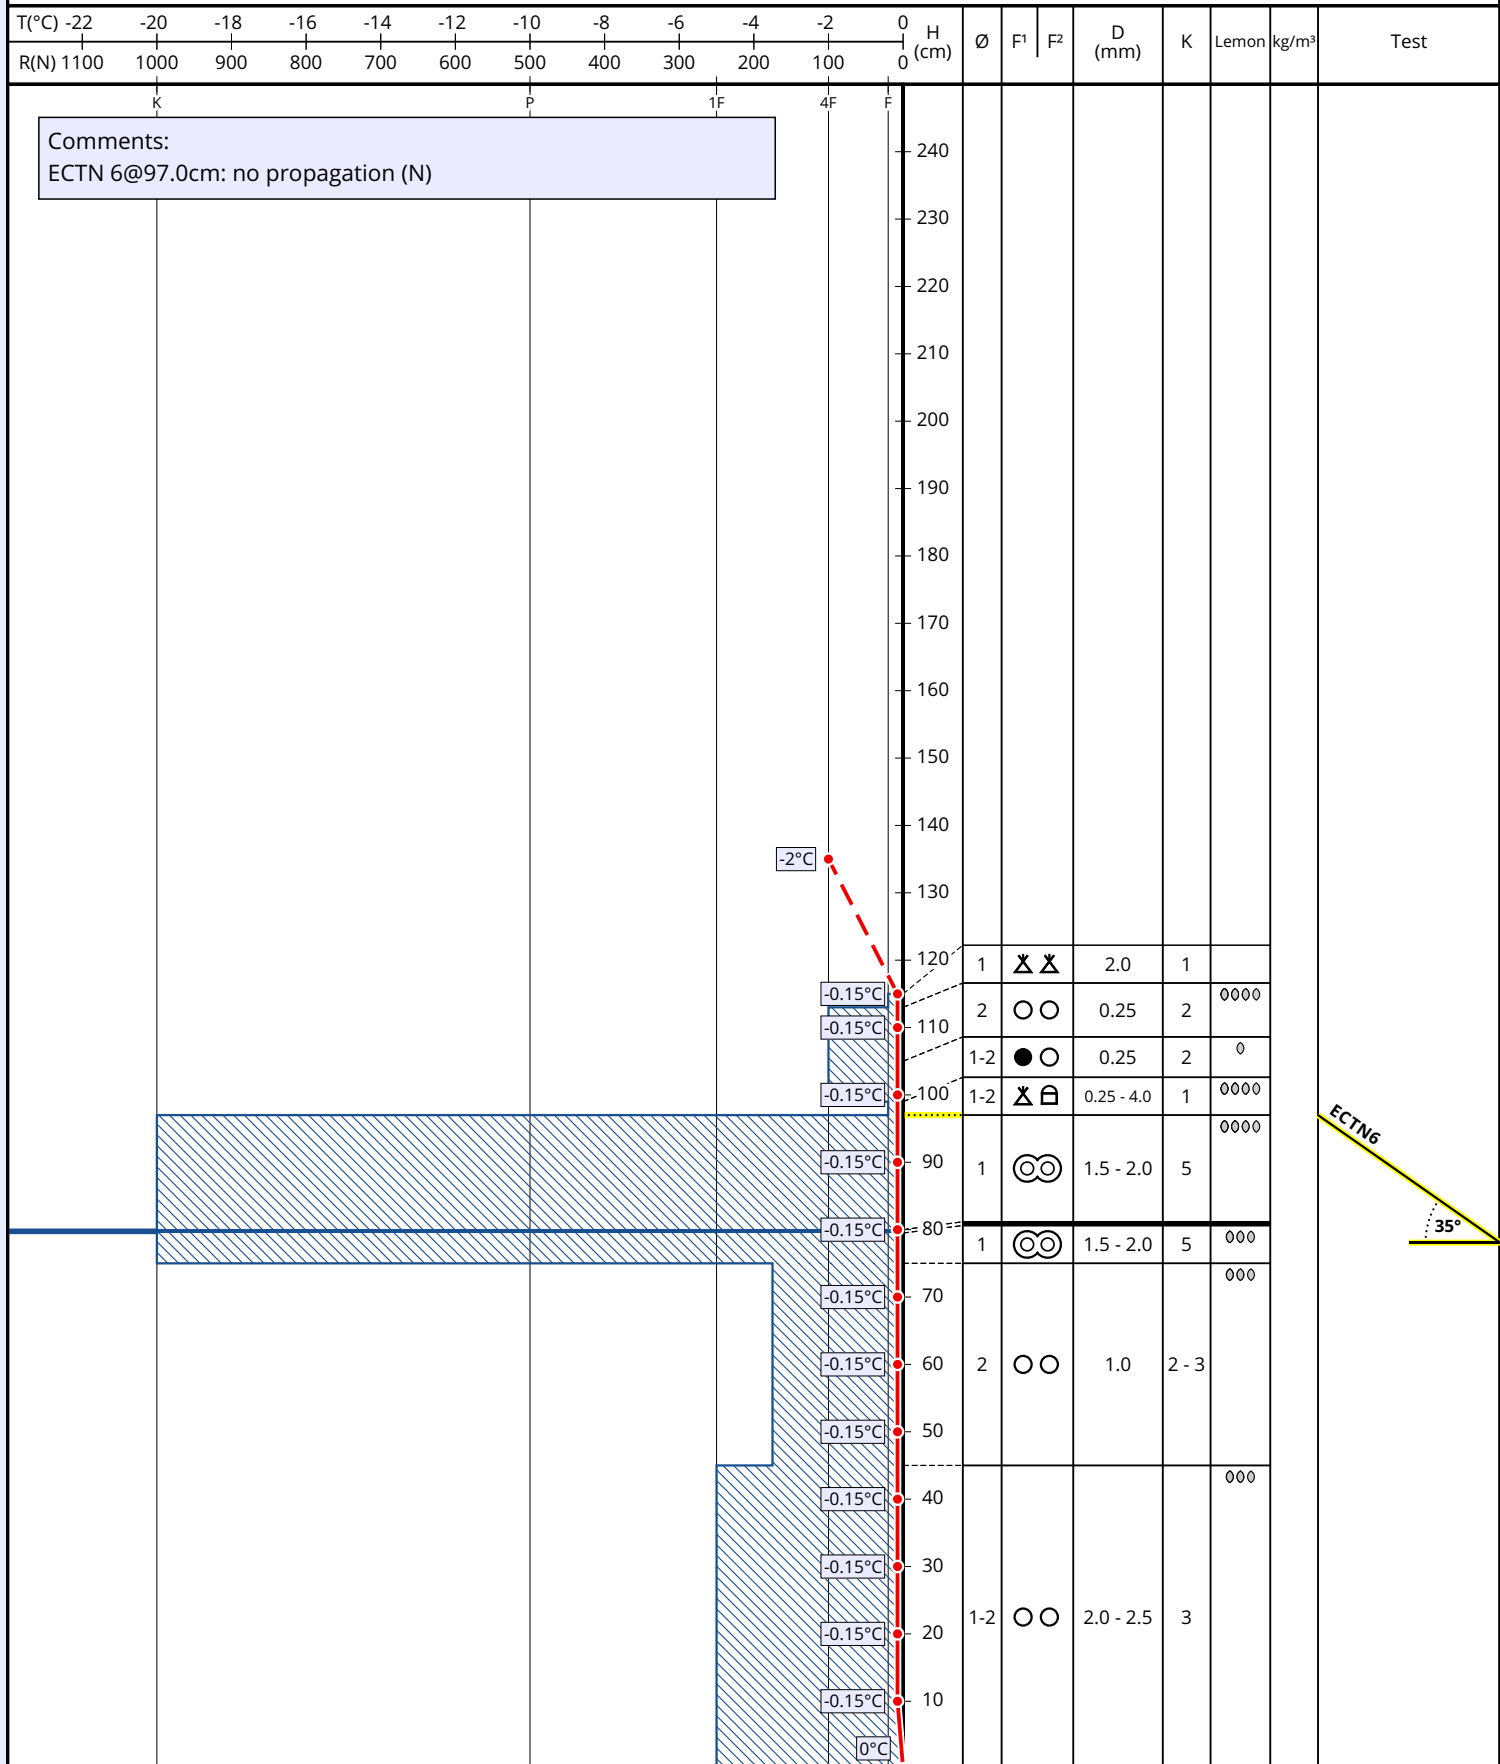 T(°C) -22 -20 -18 -16 -14 -12 -10 -8 -6 -4 -2 0
R(N) 1100 1000 900 800 700 600 500 400 300 200 100 0
H (cm) Ø F¹ F² D (mm) K Lemon kg/m³ Test
K P 1F 4F F
Comments:
ECTN 6@97.0cm: no propagation (N)
240
230
220
210
200
190
180
170
160
150
140
-2°C
130
120
1 2.0 1
-0.15°C
2 0.25 2
-0.15°C 110
1-2 0.25 2
-0.15°C 100
1-2 0.25 - 4.0 1
ECTN6
-0.15°C 90
1 1.5 - 2.0 5
-0.15°C 80
35°
1 1.5 - 2.0 5
-0.15°C 70
-0.15°C 60
2 1.0 2 - 3
-0.15°C 50
-0.15°C 40
-0.15°C 30
1-2 2.0 - 2.5 3
-0.15°C 20
-0.15°C 10
0°C